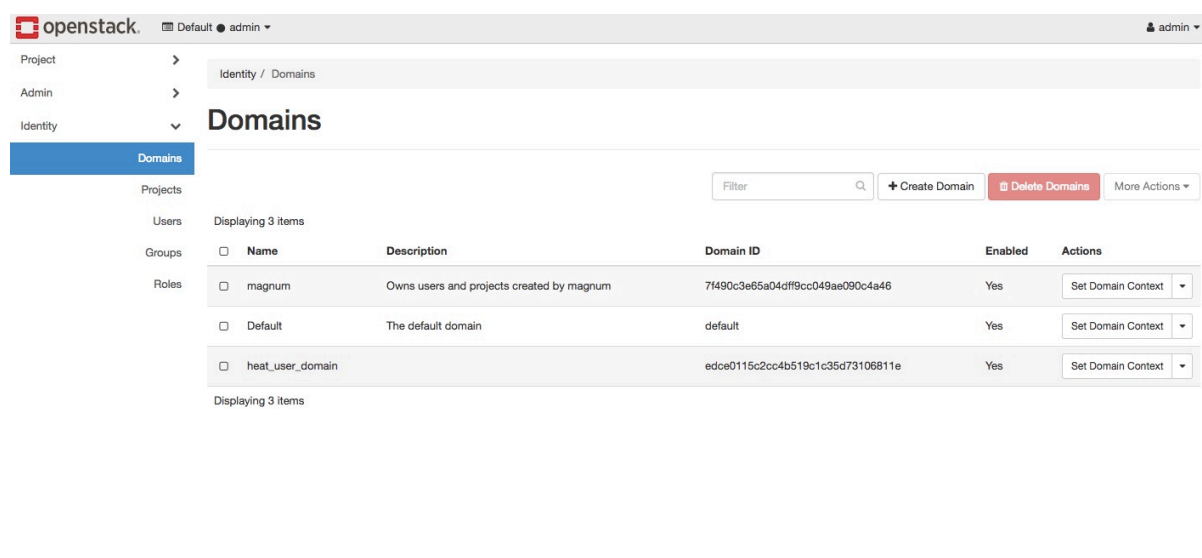 openstack. Default ● admin admin
Project
Identity / Domains
Admin
Identity
Domains
Domains
Projects
Users
Groups
Roles
Filter + Create Domain Delete Domains More Actions
Displaying 3 items
Name Description Domain ID Enabled Actions
magnum Owns users and projects created by magnum 7f490c3e65a04dff9cc049ae090c4a46 Yes Set Domain Context
Default The default domain default Yes Set Domain Context
heat_user_domain edce0115c2cc4b519c1c35d73106811e Yes Set Domain Context
Displaying 3 items